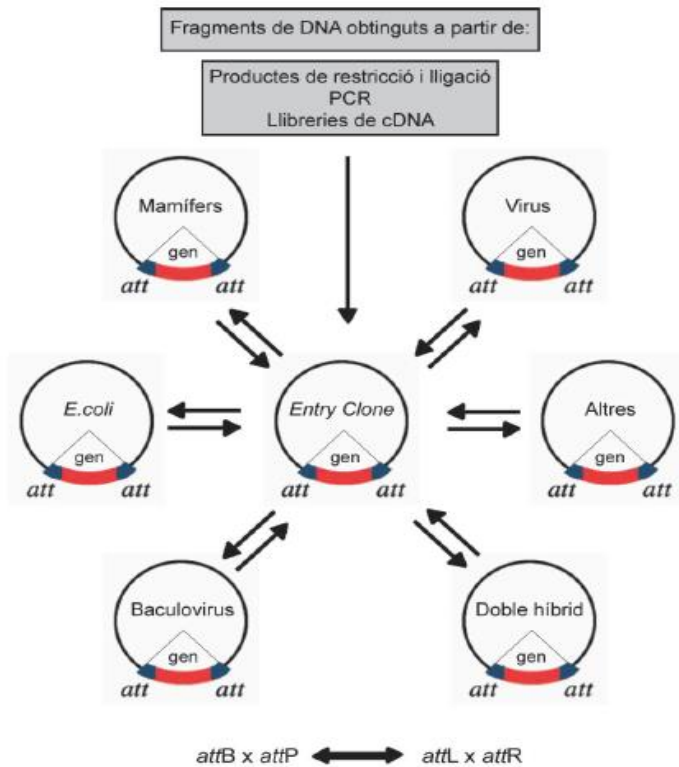 Fragments de DNA obtinguts a partir de:
Productes de restricció i lligació
PCR
Llibreries de cDNA
Mamífers
gen
att att
Virus
gen
att att
E.coli
gen
att att
Entry Clone
gen
att att
Altres
gen
att att
Baculovirus
gen
att att
Doble híbrid
gen
att att
attB x attP attL x attR